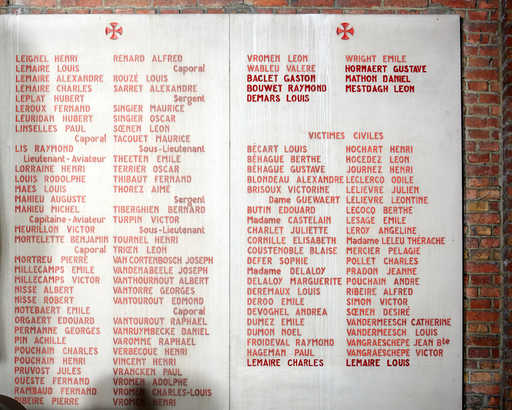 LEIGNEL HENRI
LEMAIRE LOUIS
LEMAIRE ALEXANDRE
LEMAIRE CHARLES
LEPLAT HUBERT
LEROUX FERNAND
LEURIDAN HUBERT
LINSELLES PAUL
Caporal
LIS RAYMOND
Lieutenant-Aviateur
LORRAINE HENRI
LOUIS RODOLPHE
MAES LOUIS
MAHIEU AUGUSTE
MAHIEU MICHEL
Capitaine-Aviateur
MEURILLON VICTOR
MORTELETTE BENJAMIN
Caporal
MORTREU PIERRE
MILLECAMPS EMILE
MILLECAMPS VICTOR
NISSE ALBERT
NISSE ROBERT
NOTEBAERT EMILE
ORGAERT EDOUARD
PERMANNE GEORGES
PIN ACHILLE
POUCHAIN CHARLES
POUCHAIN HENRI
PRUVOST JULES
QUESTE FERNAND
RAMBAUD FERNAND
RIBEIRE PIERRE
RENARD ALFRED
Caporal
ROUZÉ LOUIS
SARRET ALEXANDRE
Sergent
SINGIER MAURICE
SINGIER OSCAR
SŒNEN LEON
TACQUET MAURICE
Sous-Lieutenant
THEETEN EMILE
TERRIER OSCAR
THIBAUT FERNAND
THOREZ AIMÉ
Sergent
TIBERGHIEN BERNARD
TURPIN VICTOR
Sous-Lieutenant
TOURNEL HENRI
TRIEN LEON
VAN CORTENBOSCH JOSEPH
VANDENABEELE JOSEPH
VANTHOURNOUT ALBERT
VANTORRE GEORGES
VANTOUROUT EDMOND
Caporal
VANTOUROUT RAPHAEL
VANRUYMBECKE DANIEL
VAROMME RAPHAEL
VERBECQUE HENRI
VINCENT HENRI
VRANCKEN PAUL
VROMEN ADOLPHE
VROMEN CHARLES-LOUIS
VROMEN HENRI
VROMEN LEON
WABLEU VALERE
BACLET GASTON
BOUWET RAYMOND
DEMARS LOUIS
WRIGHT EMILE
HORNAERT GUSTAVE
MATHON DANIEL
MESTDAGH LEON
VICTIMES CIVILES
BÉCART LOUIS
BÉHAGUE BERTHE
BÉHAGUE GUSTAVE
BLONDEAU ALEXANDRE
BRISOUX VICTORINE
Dame GUEWAERT
BUTIN EDOUARD
Madame CASTELAIN
CHARLET JULIETTE
CORNILLE ELISABETH
COUSTENOBLE BLAISE
DEFER SOPHIE
Madame DELALOY
DELALOY MARGUERITE
DEREMAUX LOUIS
DEROO EMILE
DEVOGHEL ANDREA
DUMEZ EMILE
DUMON NOEL
FROIDEVAL RAYMOND
HAGEMAN PAUL
LEMAIRE CHARLES
HOCHART HENRI
HOCEDEZ LEON
JOURNEZ HENRI
LECLERCQ ODILE
LELIEVRE JULIEN
LELIEVRE LEONTINE
LECOCQ BERTHE
LESAGE EMILE
LEROY ANGELINE
Madame LELEU THÉRACHE
MERCIER PELAGIE
POLLET CHARLES
PRADON JEANNE
POUCHAIN ANDRE
RIBEIRE ALFRED
SIMON VICTOR
SŒNEN DESIRÉ
VANDERMEESCH CATHERINE
VANDERMEESCH LOUIS
VANGRAESCHEPE JEAN Bte
VANGRAESCHEPE VICTOR
LEMAIRE LOUIS